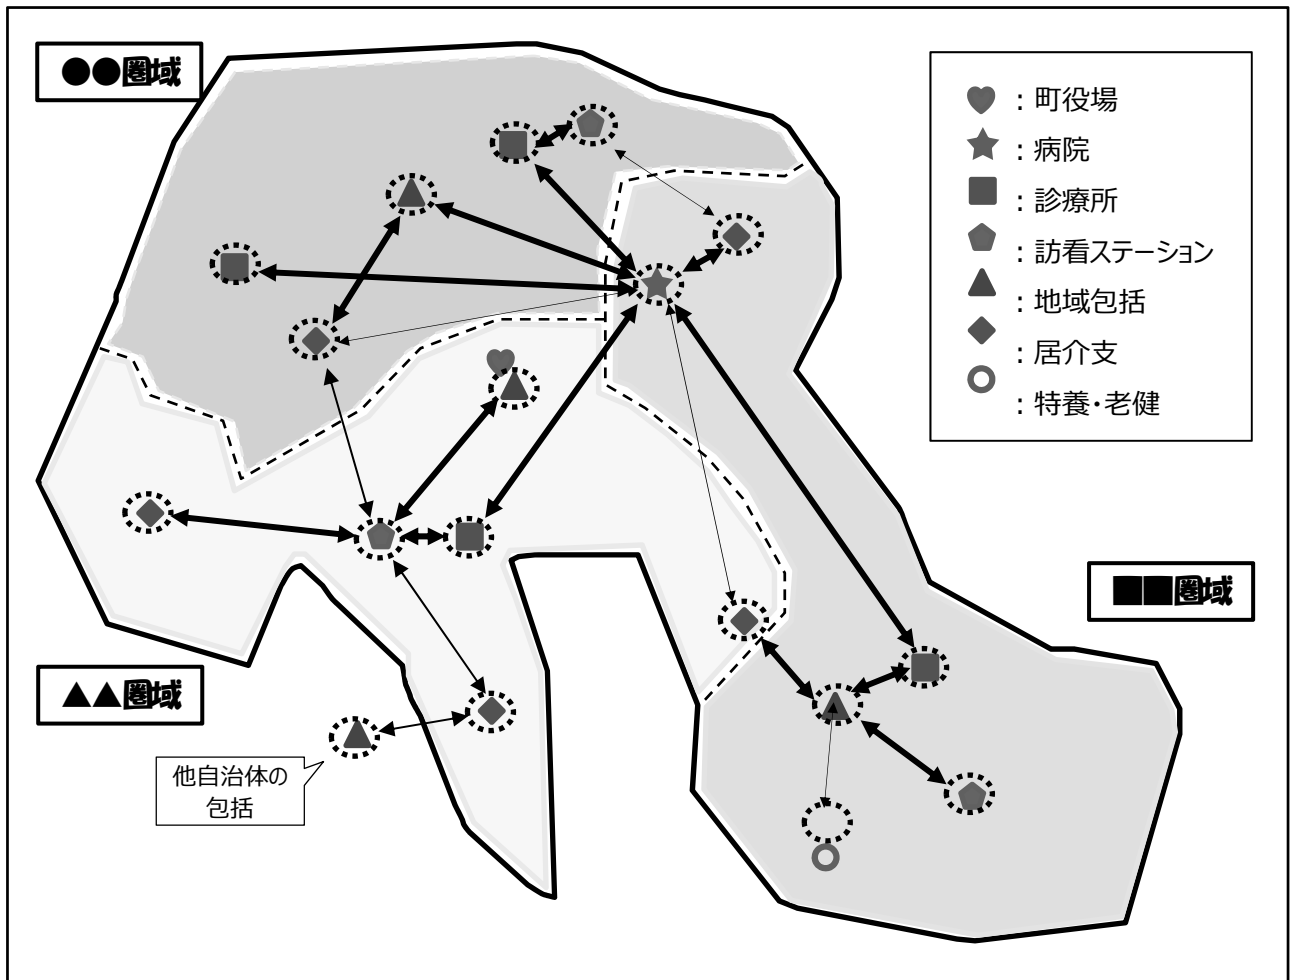 ●●圏域
：町役場
：病院
：診療所
：訪看ステーション
：地域包括
：居介支
：特養・老健
■■圏域
▲▲圏域
他自治体の
包括